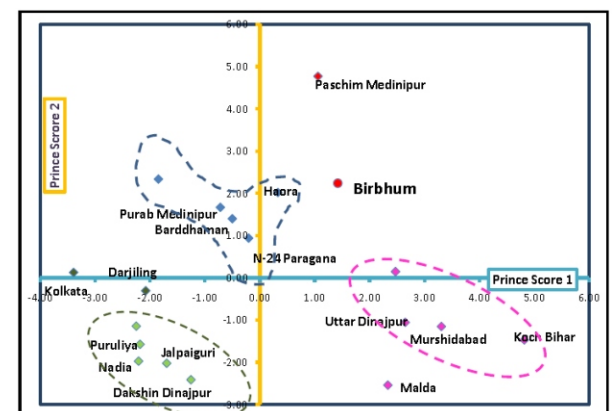 6.00
5.00
Paschim Medinipur
4.00
Prince Scrore 2
3.00
2.00
Haora
Birbhum
Purab Medinipur
Barddhaman
1.00
N-24 Paragana
Darjiling
0.00
Prince Score 1
Kolkata
-4.00 -3.00 -2.00 -1.00 0.00 1.00 2.00 3.00 4.00 5.00 6.00
-1.00
Uttar Dinajpur
Murshidabad
Koch Bihar
Puruliya
Jalpaiguri
Nadia
-2.00
Dakshin Dinajpur
Malda
-3.00